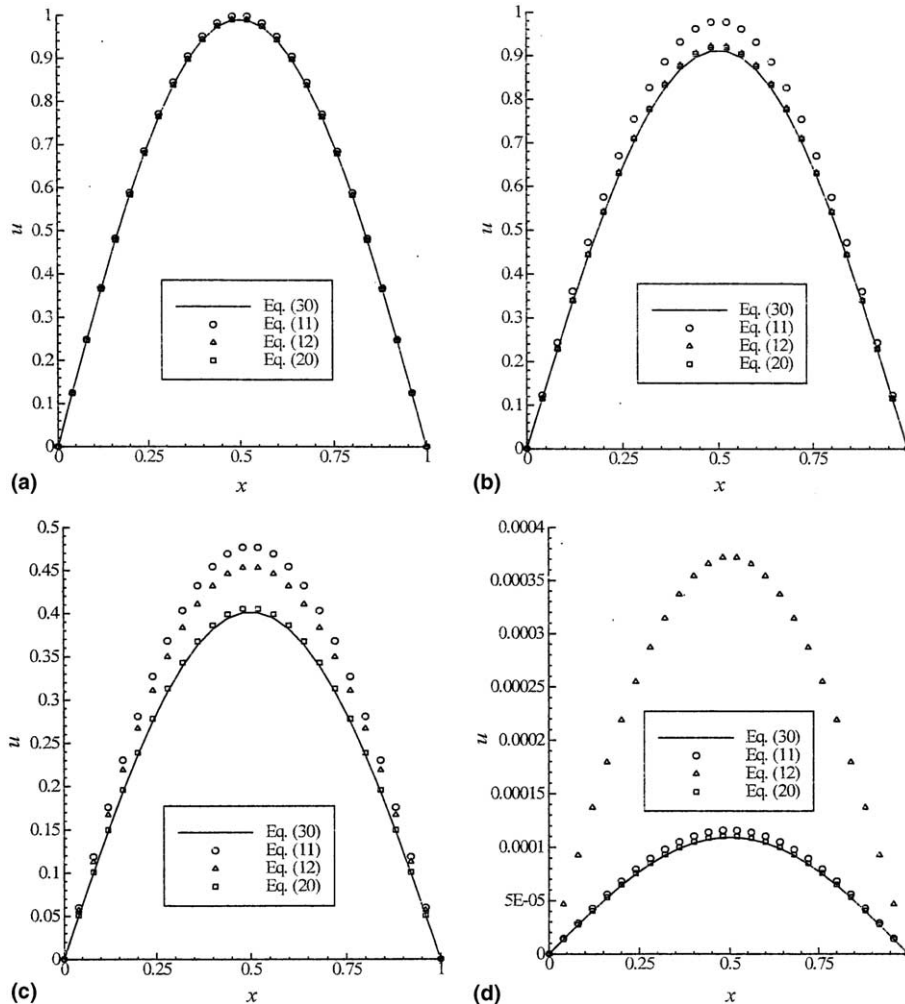 1
0.9
0.8
0.7
0.6
0.5
0.4
0.3
0.2
0.1
0
u
Eq. (30)
Eq. (11)
Eq. (12)
Eq. (20)
0 0.25 0.5 0.75 1
x
(a)
1
0.9
0.8
0.7
0.6
0.5
0.4
0.3
0.2
0.1
0
u
Eq. (30)
Eq. (11)
Eq. (12)
Eq. (20)
0 0.25 0.5 0.75
x
(b)
0.5
0.45
0.4
0.35
0.3
0.25
0.2
0.15
0.1
0.05
0
u
Eq. (30)
Eq. (11)
Eq. (12)
Eq. (20)
0 0.25 0.5 0.75 1
x
(c)
0.0004
0.00035
0.0003
0.00025
0.0002
0.00015
0.0001
5E-05
0
u
Eq. (30)
Eq. (11)
Eq. (12)
Eq. (20)
0 0.25 0.5 0.75
x
(d)